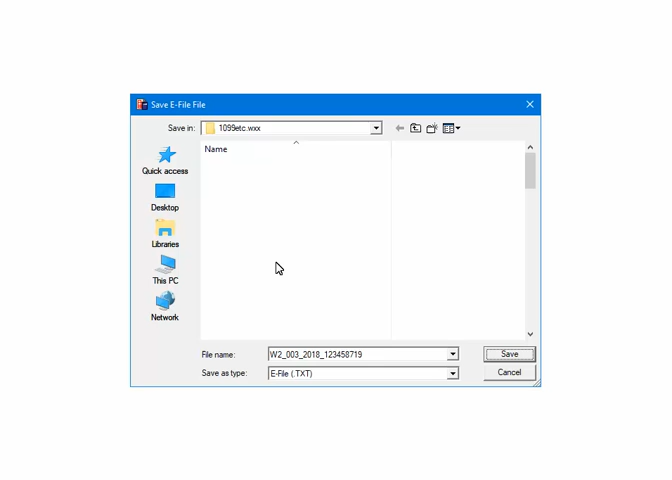 Save E-File File
Save in: 1099etc.wxx
Name
Quick access
Desktop
Libraries
This PC
Network
File name: W2_003_2018_123458719 Save
Save as type: E-File (.TXT) Cancel